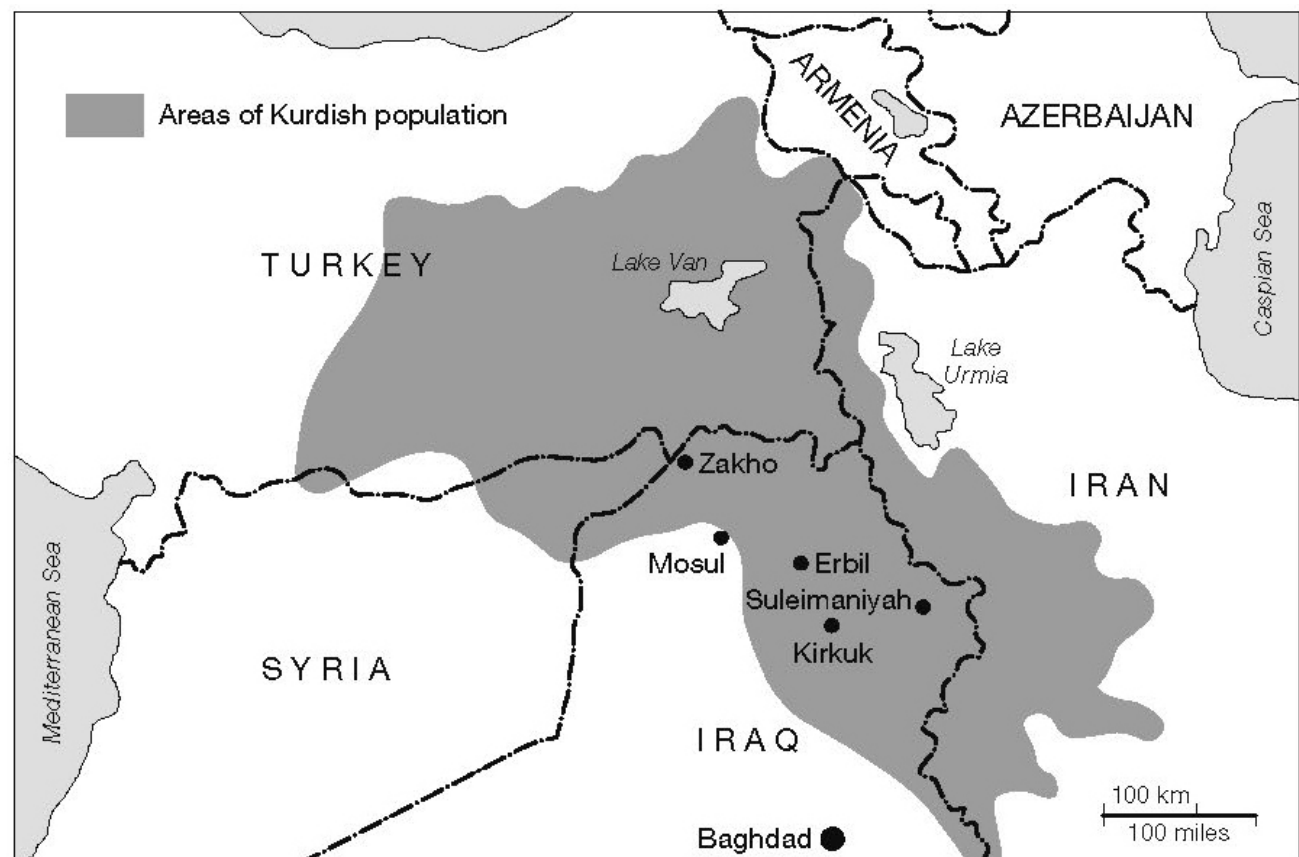 Areas of Kurdish population
ARMENIA
AZERBAIJAN
TURKEY
Lake Van
Caspian Sea
Lake
Urmia
Zakho
IRAN
Mosul
Erbil
Suleimaniyah
Kirkuk
Mediterranean Sea
SYRIA
IRAQ
100 km
100 miles
Baghdad